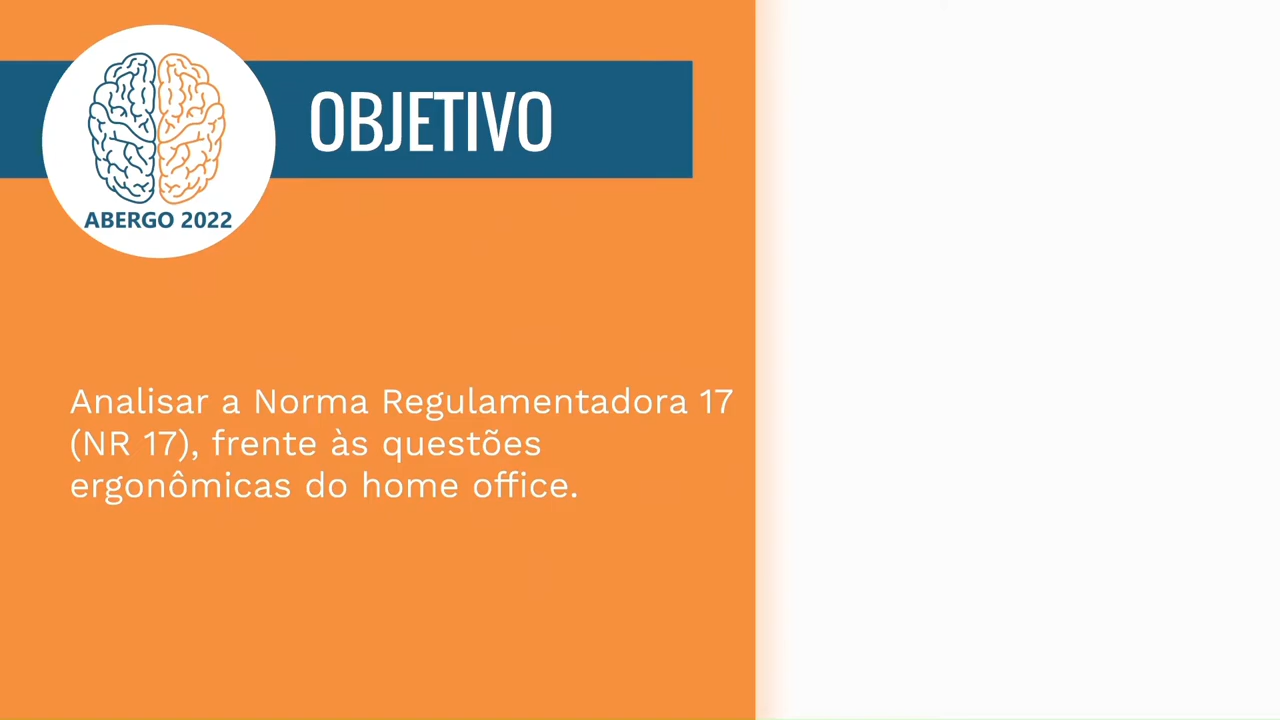 OBJETIVO
ABERGO 2022
Analisar a Norma Regulamentadora 17
(NR 17), frente às questões
ergonômicas do home office.